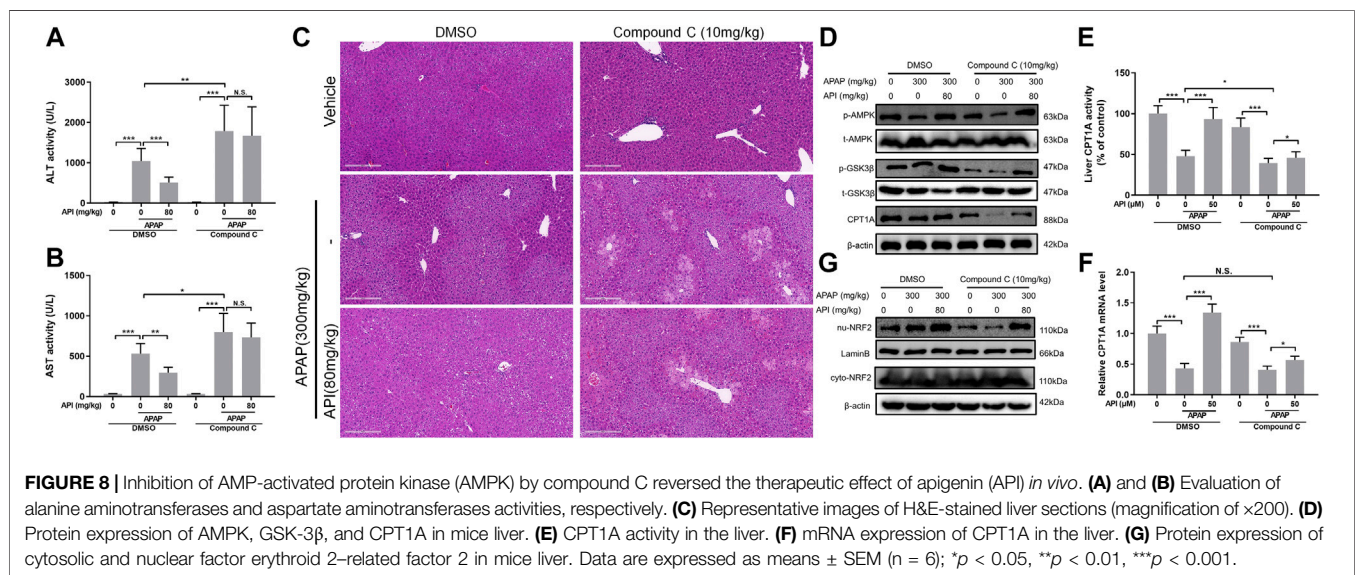 A
ALT activity (U/L)
3000
2000
1000
0
**
***
***
***
N.S.
API (mg/kg)
0
0
80
0
0
80
APAP
APAP
DMSO
Compound C
B
AST activity (U/L)
1500
1000
500
0
*
***
**
***
N.S.
API (mg/kg)
0
0
80
0
0
80
APAP
APAP
DMSO
Compound C
C
DMSO
Compound C (10mg/kg)
Vehicle
-
API(80mg/kg)
APAP(300mg/kg)
D
DMSO
Compound C (10mg/kg)
APAP (mg/kg) 0 300 300 0 300 300
API (mg/kg) 0 0 80 0 0 80
p-AMPK 63kDa
t-AMPK 63kDa
p-GSK3β 47kDa
t-GSK3β 47kDa
CPT1A 88kDa
β-actin 42kDa
G
DMSO
Compound C (10mg/kg)
APAP (mg/kg) 0 300 300 0 300 300
API (mg/kg) 0 0 80 0 0 80
nu-NRF2 110kDa
LaminB 66kDa
cyto-NRF2 110kDa
β-actin 42kDa
E
Liver CPT1A activity
(% of control)
150
100
50
0
*
***
***
***
*
API (μM)
0
0
50
0
0
50
APAP
APAP
DMSO
Compound C
F
Relative CPT1A mRNA level
2.0
1.5
1.0
0.5
0.0
N.S.
***
***
***
*
API (μM)
0
0
50
0
0
50
APAP
APAP
DMSO
Compound C
FIGURE 8 | Inhibition of AMP-activated protein kinase (AMPK) by compound C reversed the therapeutic effect of apigenin (API) in vivo. (A) and (B) Evaluation of
alanine aminotransferases and aspartate aminotransferases activities, respectively. (C) Representative images of H&E-stained liver sections (magnification of ×200). (D)
Protein expression of AMPK, GSK-3β, and CPT1A in mice liver. (E) CPT1A activity in the liver. (F) mRNA expression of CPT1A in the liver. (G) Protein expression of
cytosolic and nuclear factor erythroid 2–related factor 2 in mice liver. Data are expressed as means ± SEM (n = 6); *p < 0.05, **p < 0.01, ***p < 0.001.